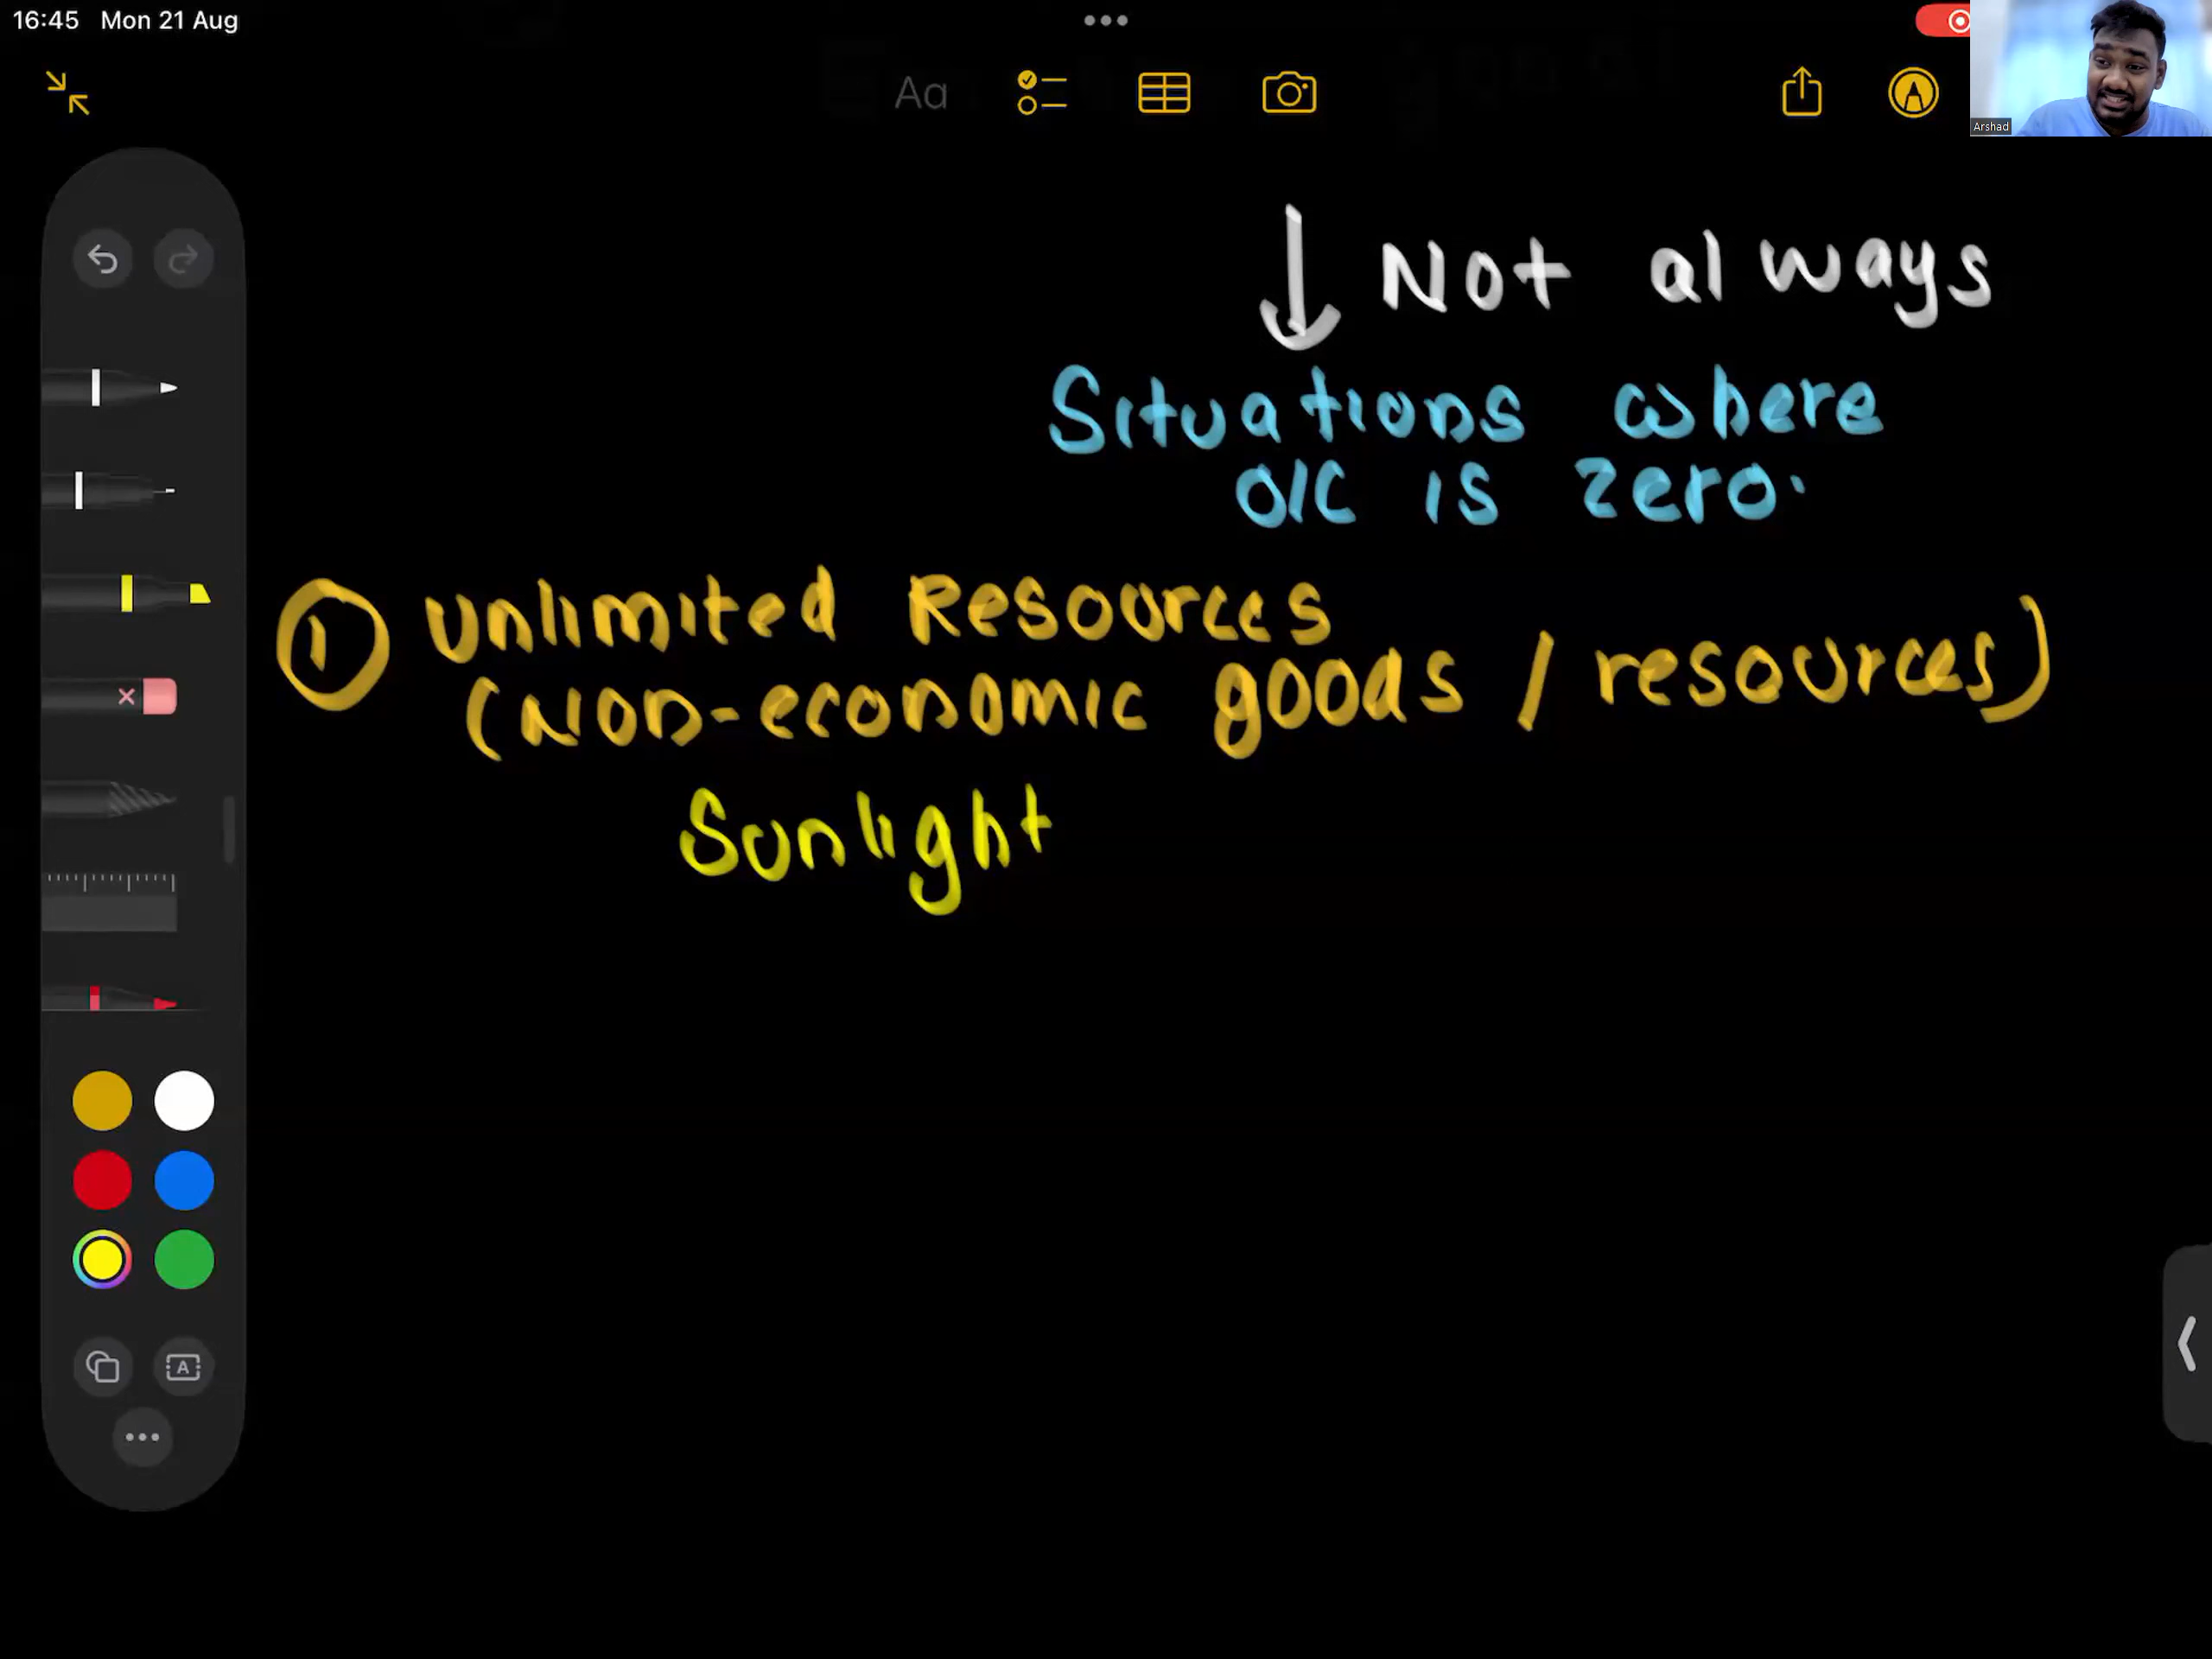 16:45 Mon 21 Aug
Aa
Arshad
Not always
Situations where
O/C is zero.
① Unlimited Resources
(Non-economic goods / resources)
Sunlight
A